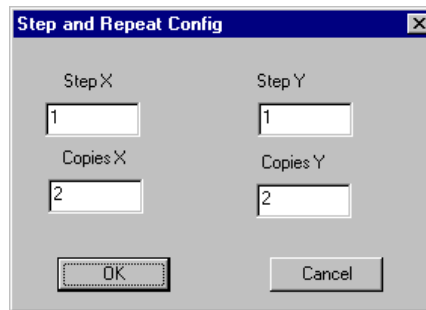 Step and Repeat Config
Step X Step Y
1 1
Copies X Copies Y
2 2
OK Cancel